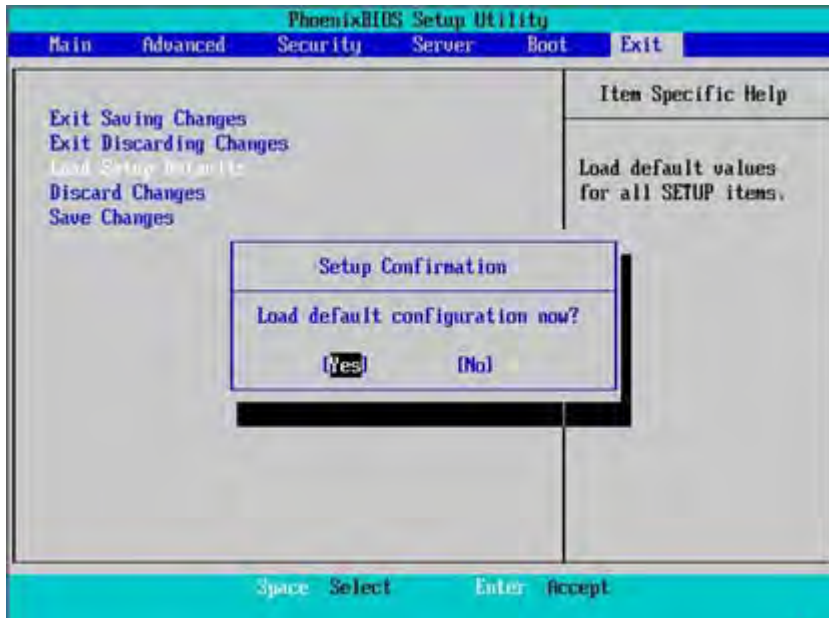 PhoenixBIOS Setup Utility
Main Advanced Security Server Boot Exit
Item Specific Help
Exit Saving Changes
Exit Discarding Changes
Load Setup Defaults
Discard Changes
Save Changes
Load default values
for all SETUP items.
Setup Confirmation
Load default configuration now?
[Yes] [No]
Space Select Enter Accept